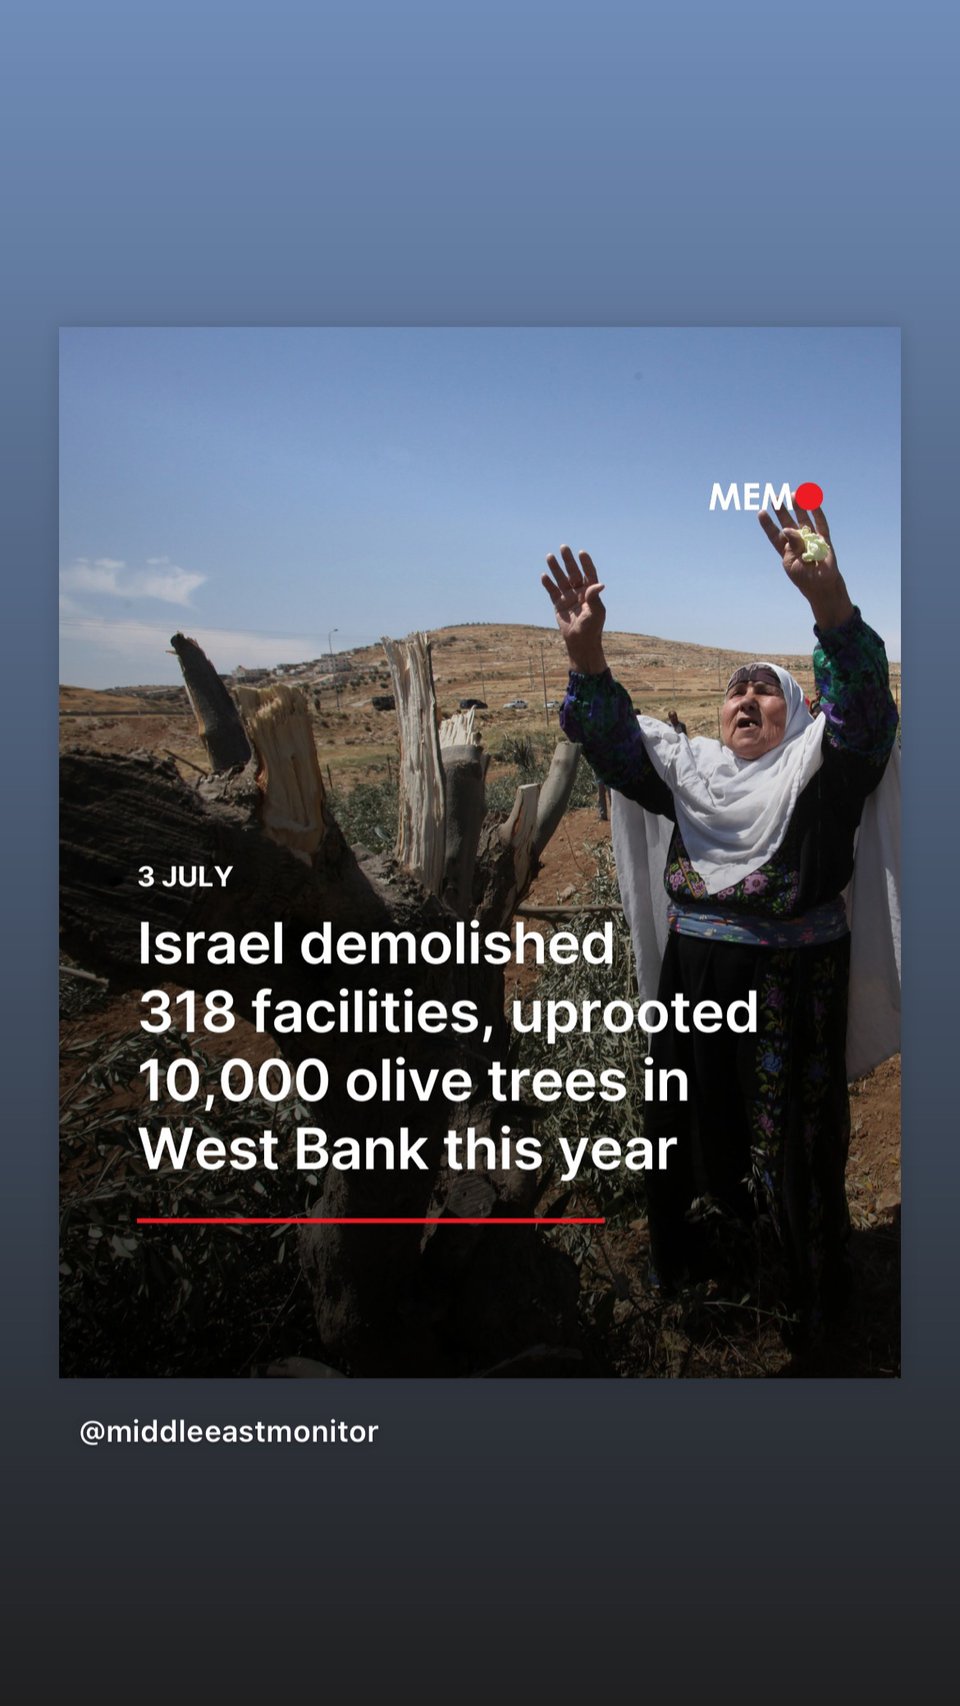 MEM
3 JULY
Israel demolished
318 facilities, uprooted
10,000 olive trees in
West Bank this year
@middleeastmonitor